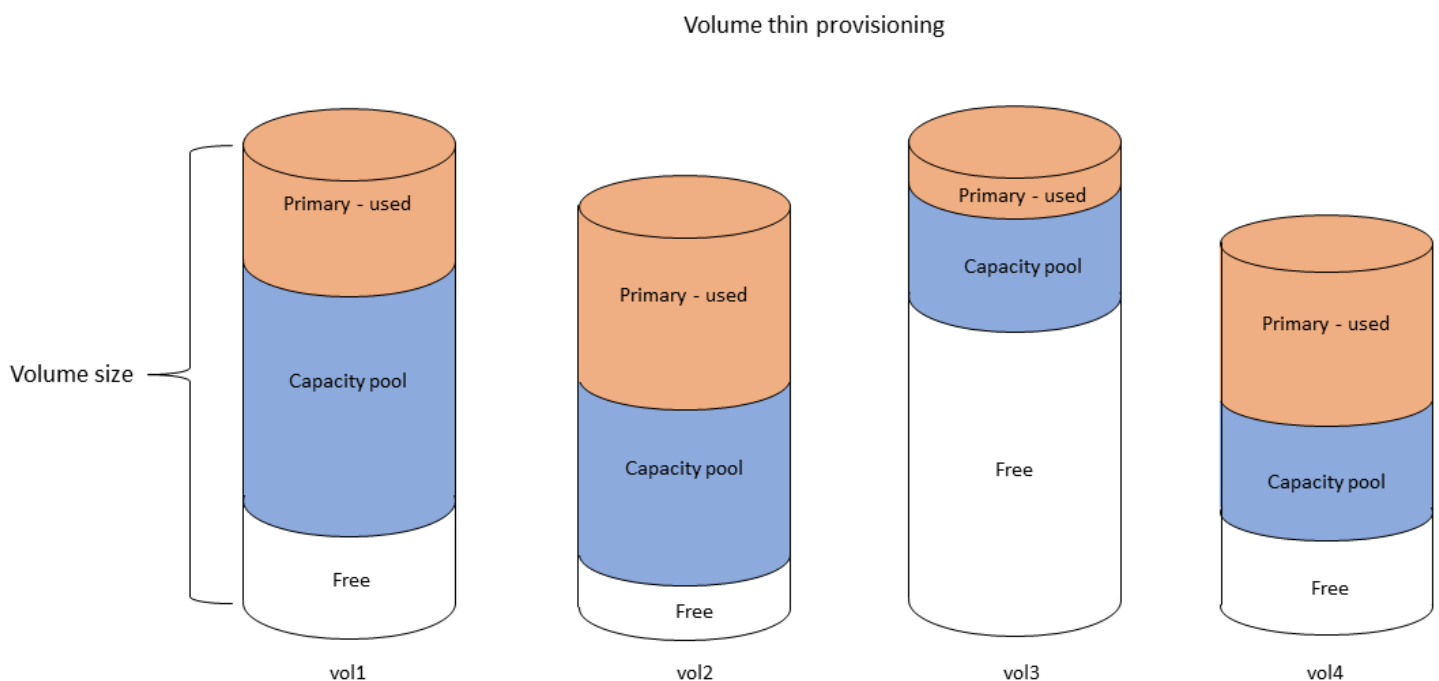 Volume thin provisioning
Volume size
Primary - used
Capacity pool
Free
vol1
Primary - used
Capacity pool
Free
vol2
Primary - used
Capacity pool
Free
vol3
Primary - used
Capacity pool
Free
vol4